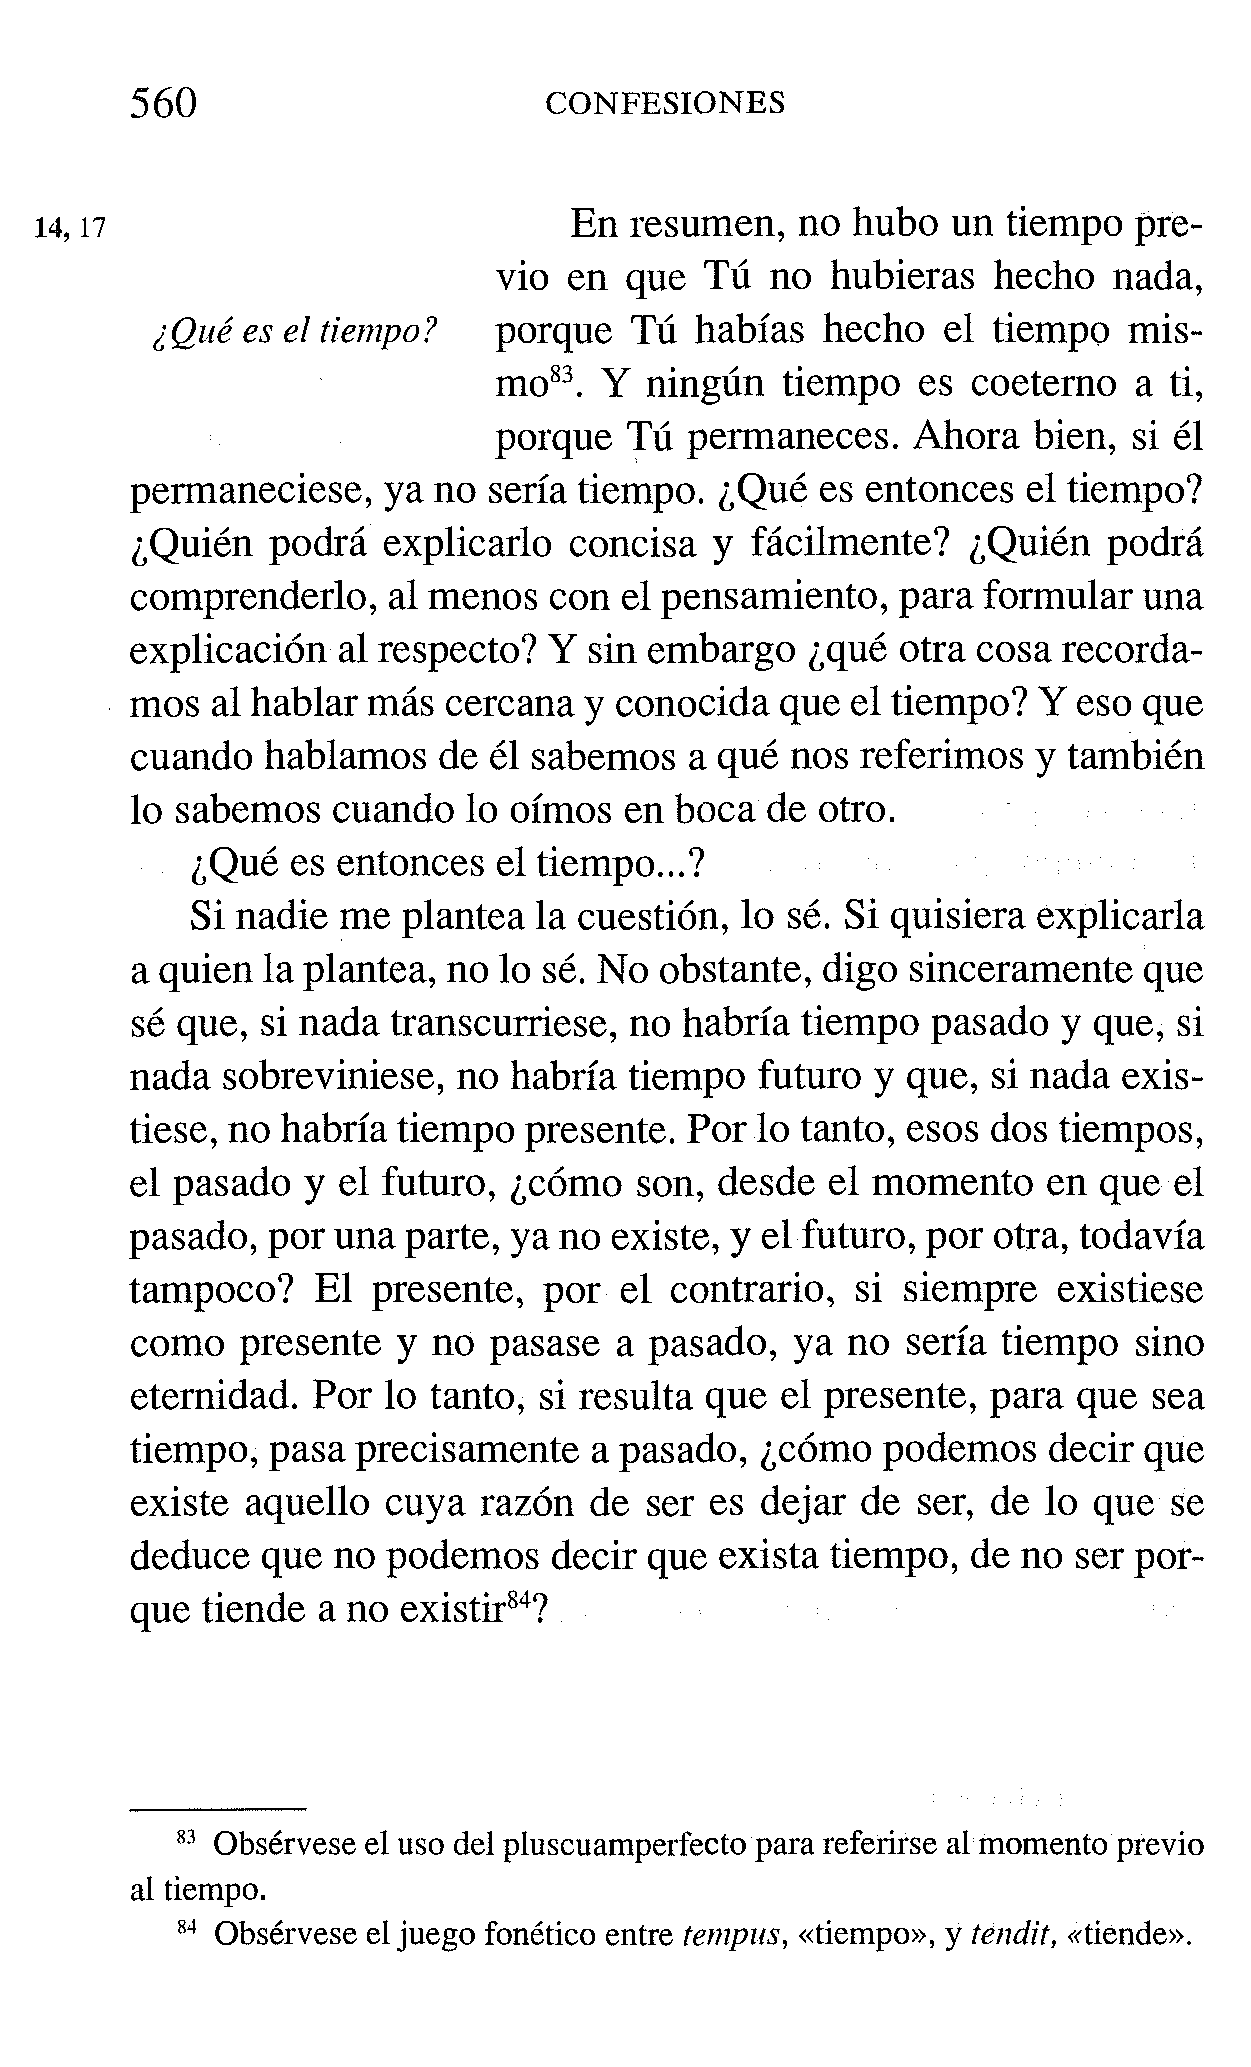 560 CONFESIONES
14, 17 En resumen, no hubo un tiempo pre-
vio en que Tú no hubieras hecho nada,
¿Qué es el tiempo? porque Tú habías hecho el tiempo mis-
mo⁸³. Y ningún tiempo es coeterno a ti,
porque Tú permaneces. Ahora bien, si él
permaneciese, ya no sería tiempo. ¿Qué es entonces el tiempo?
¿Quién podrá explicarlo concisa y fácilmente? ¿Quién podrá
comprenderlo, al menos con el pensamiento, para formular una
explicación al respecto? Y sin embargo ¿qué otra cosa recorda-
mos al hablar más cercana y conocida que el tiempo? Y eso que
cuando hablamos de él sabemos a qué nos referimos y también
lo sabemos cuando lo oímos en boca de otro.
¿Qué es entonces el tiempo...?
Si nadie me plantea la cuestión, lo sé. Si quisiera explicarla
a quien la plantea, no lo sé. No obstante, digo sinceramente que
sé que, si nada transcurriese, no habría tiempo pasado y que, si
nada sobreviniese, no habría tiempo futuro y que, si nada exis-
tiese, no habría tiempo presente. Por lo tanto, esos dos tiempos,
el pasado y el futuro, ¿cómo son, desde el momento en que el
pasado, por una parte, ya no existe, y el futuro, por otra, todavía
tampoco? El presente, por el contrario, si siempre existiese
como presente y no pasase a pasado, ya no sería tiempo sino
eternidad. Por lo tanto, si resulta que el presente, para que sea
tiempo, pasa precisamente a pasado, ¿cómo podemos decir que
existe aquello cuya razón de ser es dejar de ser, de lo que se
deduce que no podemos decir que exista tiempo, de no ser por-
que tiende a no existir⁸⁴?
⁸³ Obsérvese el uso del pluscuamperfecto para referirse al momento previo
al tiempo.
⁸⁴ Obsérvese el juego fonético entre tempus, «tiempo», y tendit, «tiende».